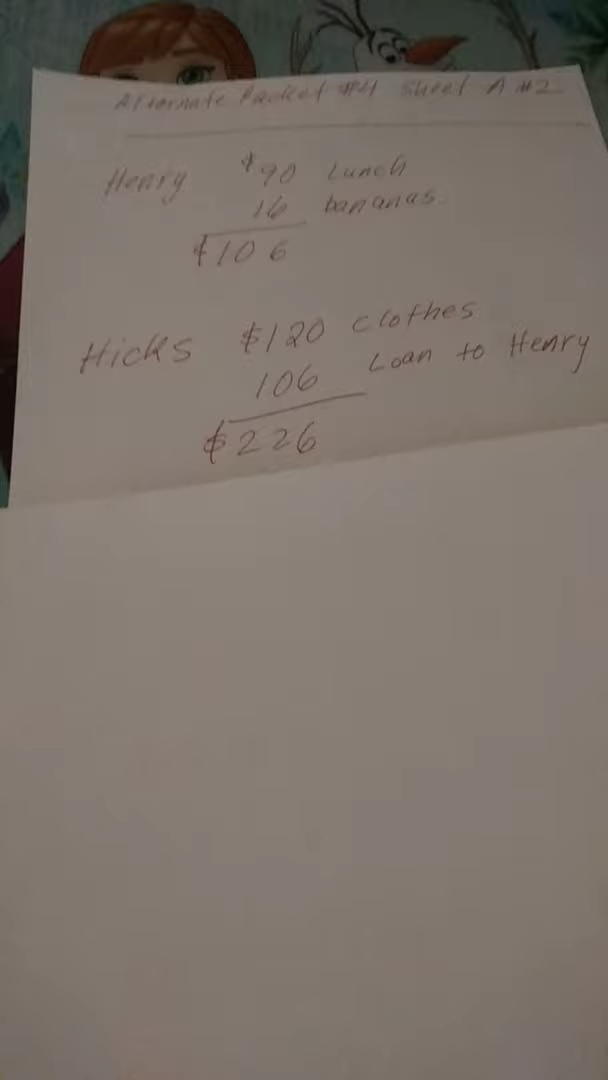 Alternate Packet #4 Sheet A #2
Henry $90 Lunch
16 bananas
$106
Hicks $120 clothes
106 Loan to Henry
$226